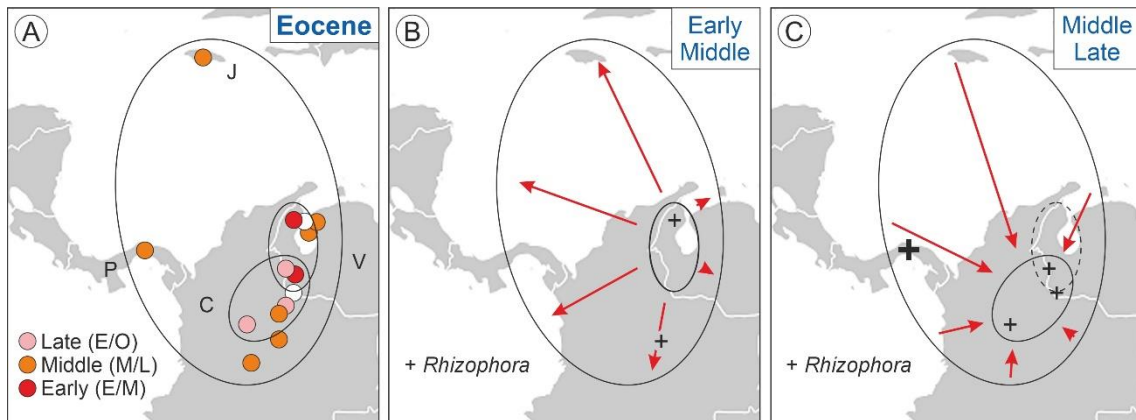 A
Eocene
J
P
V
C
Late (E/O)
Middle (M/L)
Early (E/M)
B
Early
Middle
+ Rhizophora
C
Middle
Late
+ Rhizophora